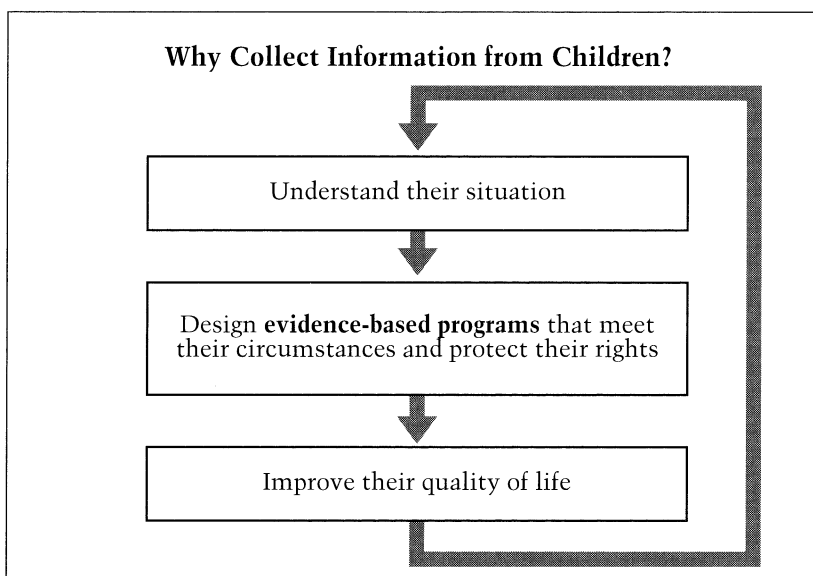 Why Collect Information from Children?
Understand their situation
Design evidence-based programs that meet
their circumstances and protect their rights
Improve their quality of life